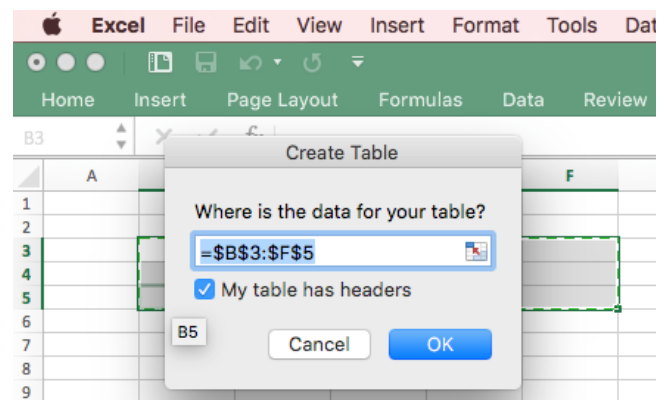 Excel File Edit View Insert Format Tools Dat
Home Insert Page Layout Formulas Data Review
B3
Create Table
A F
Where is the data for your table?
=$B$3:$F$5
My table has headers
B5
Cancel OK
1
2
3
4
5
6
7
8
9